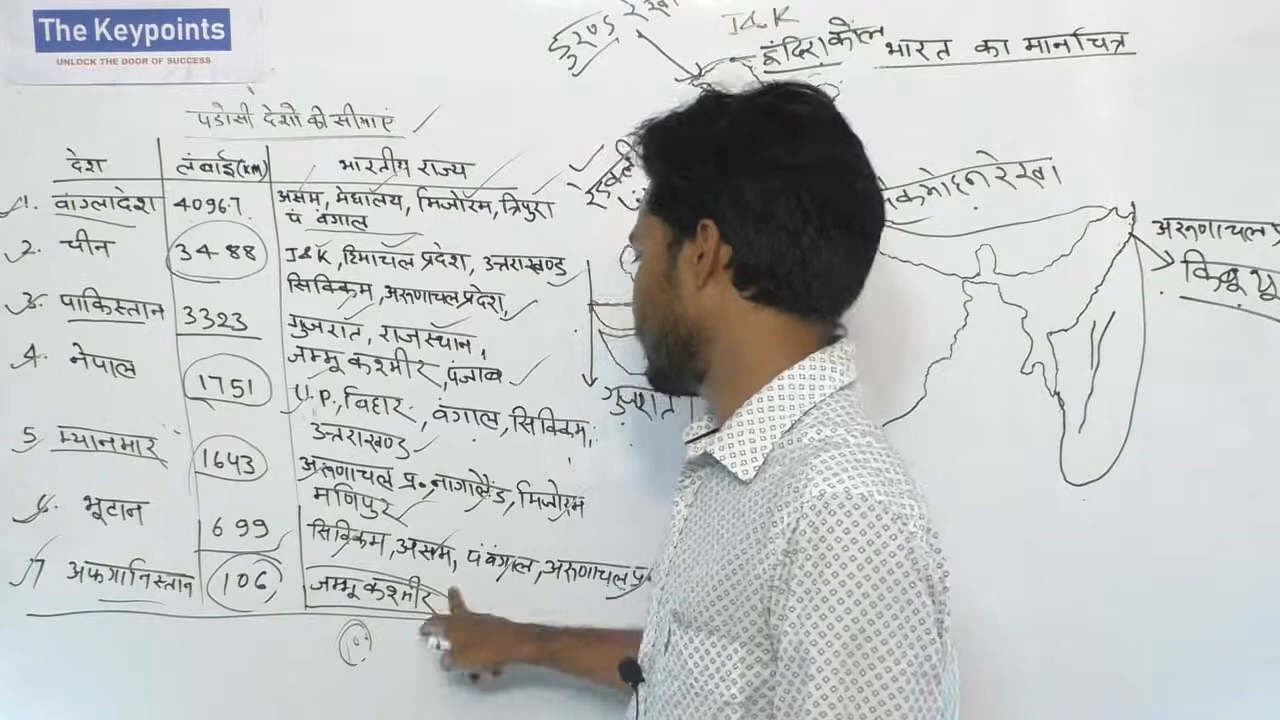 The Keypoints
UNLOCK THE DOOR OF SUCCESS
पडोसी देशो की सीमाएं
देश लंबाई(KM) भारतीय राज्य
1. वांग्लादेश 4096.7 असम, मेघालय, मिजोरम, त्रिपुरा
पं वंगाल
2. चीन 3488 J&K, हिमाचल प्रदेश, उत्तराखण्ड
सिक्किम, अरूणाचल प्रदेश,
3. पाकिस्तान 3323 गुजरात, राजस्थान,
जम्मू कश्मीर, पंजाब
4. नेपाल 1751 U.P., विहार, वंगाल, सिक्किम,
उत्तराखण्ड
5 म्यानमार 1643 अरूणाचल प्र॰ नागालैंड, मिजोरम
मणिपुर
6. भूटान 699 सिक्किम, असम, पं वंगाल, अरूणाचल प्र
7 अफगानिस्तान 106 जम्मू कश्मीर
डूरण्ड रेखा
J&K
इंदिरा कौल
भारत का मानचित्र
गुजरात
रेखा
अरूणाचल प्र
किबू